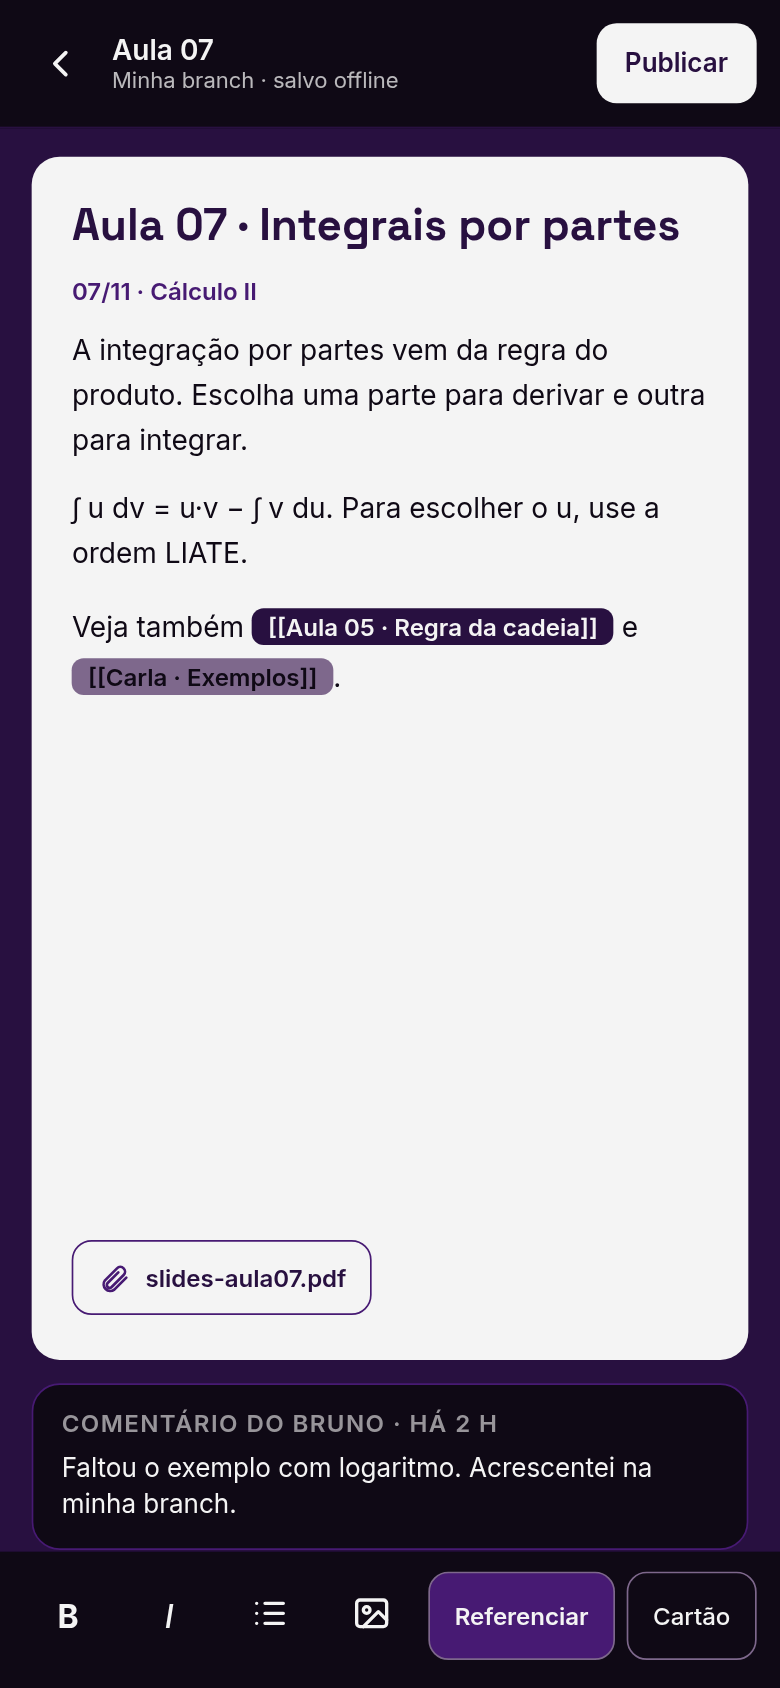 Aula 07
Minha branch · salvo offline
Publicar
Aula 07 · Integrais por partes
07/11 · Cálculo II
A integração por partes vem da regra do
produto. Escolha uma parte para derivar e outra
para integrar.
∫ u dv = u·v − ∫ v du. Para escolher o u, use a
ordem LIATE.
Veja também [[Aula 05 · Regra da cadeia]] e
[[Carla · Exemplos]].
slides-aula07.pdf
COMENTÁRIO DO BRUNO · HÁ 2 H
Faltou o exemplo com logaritmo. Acrescentei na
minha branch.
B I Referenciar Cartão